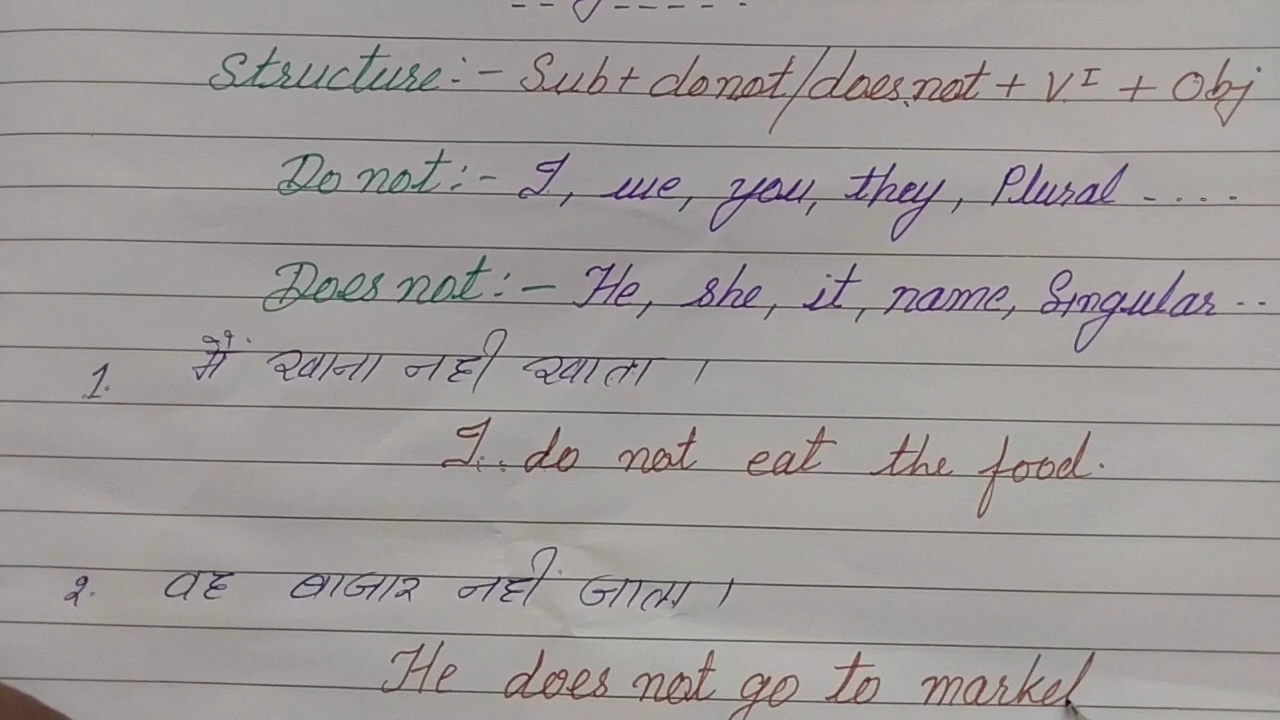 Structure:- Sub + do not/does not + V I + Obj
Do not:- I, we, you, they, Plural - . . .
Does not:- He, she, it, name, Singular - -
1. मैं खाना नही खाता ।
I do not eat the food.
2. वह बाजार नहीं जाता ।
He does not go to market